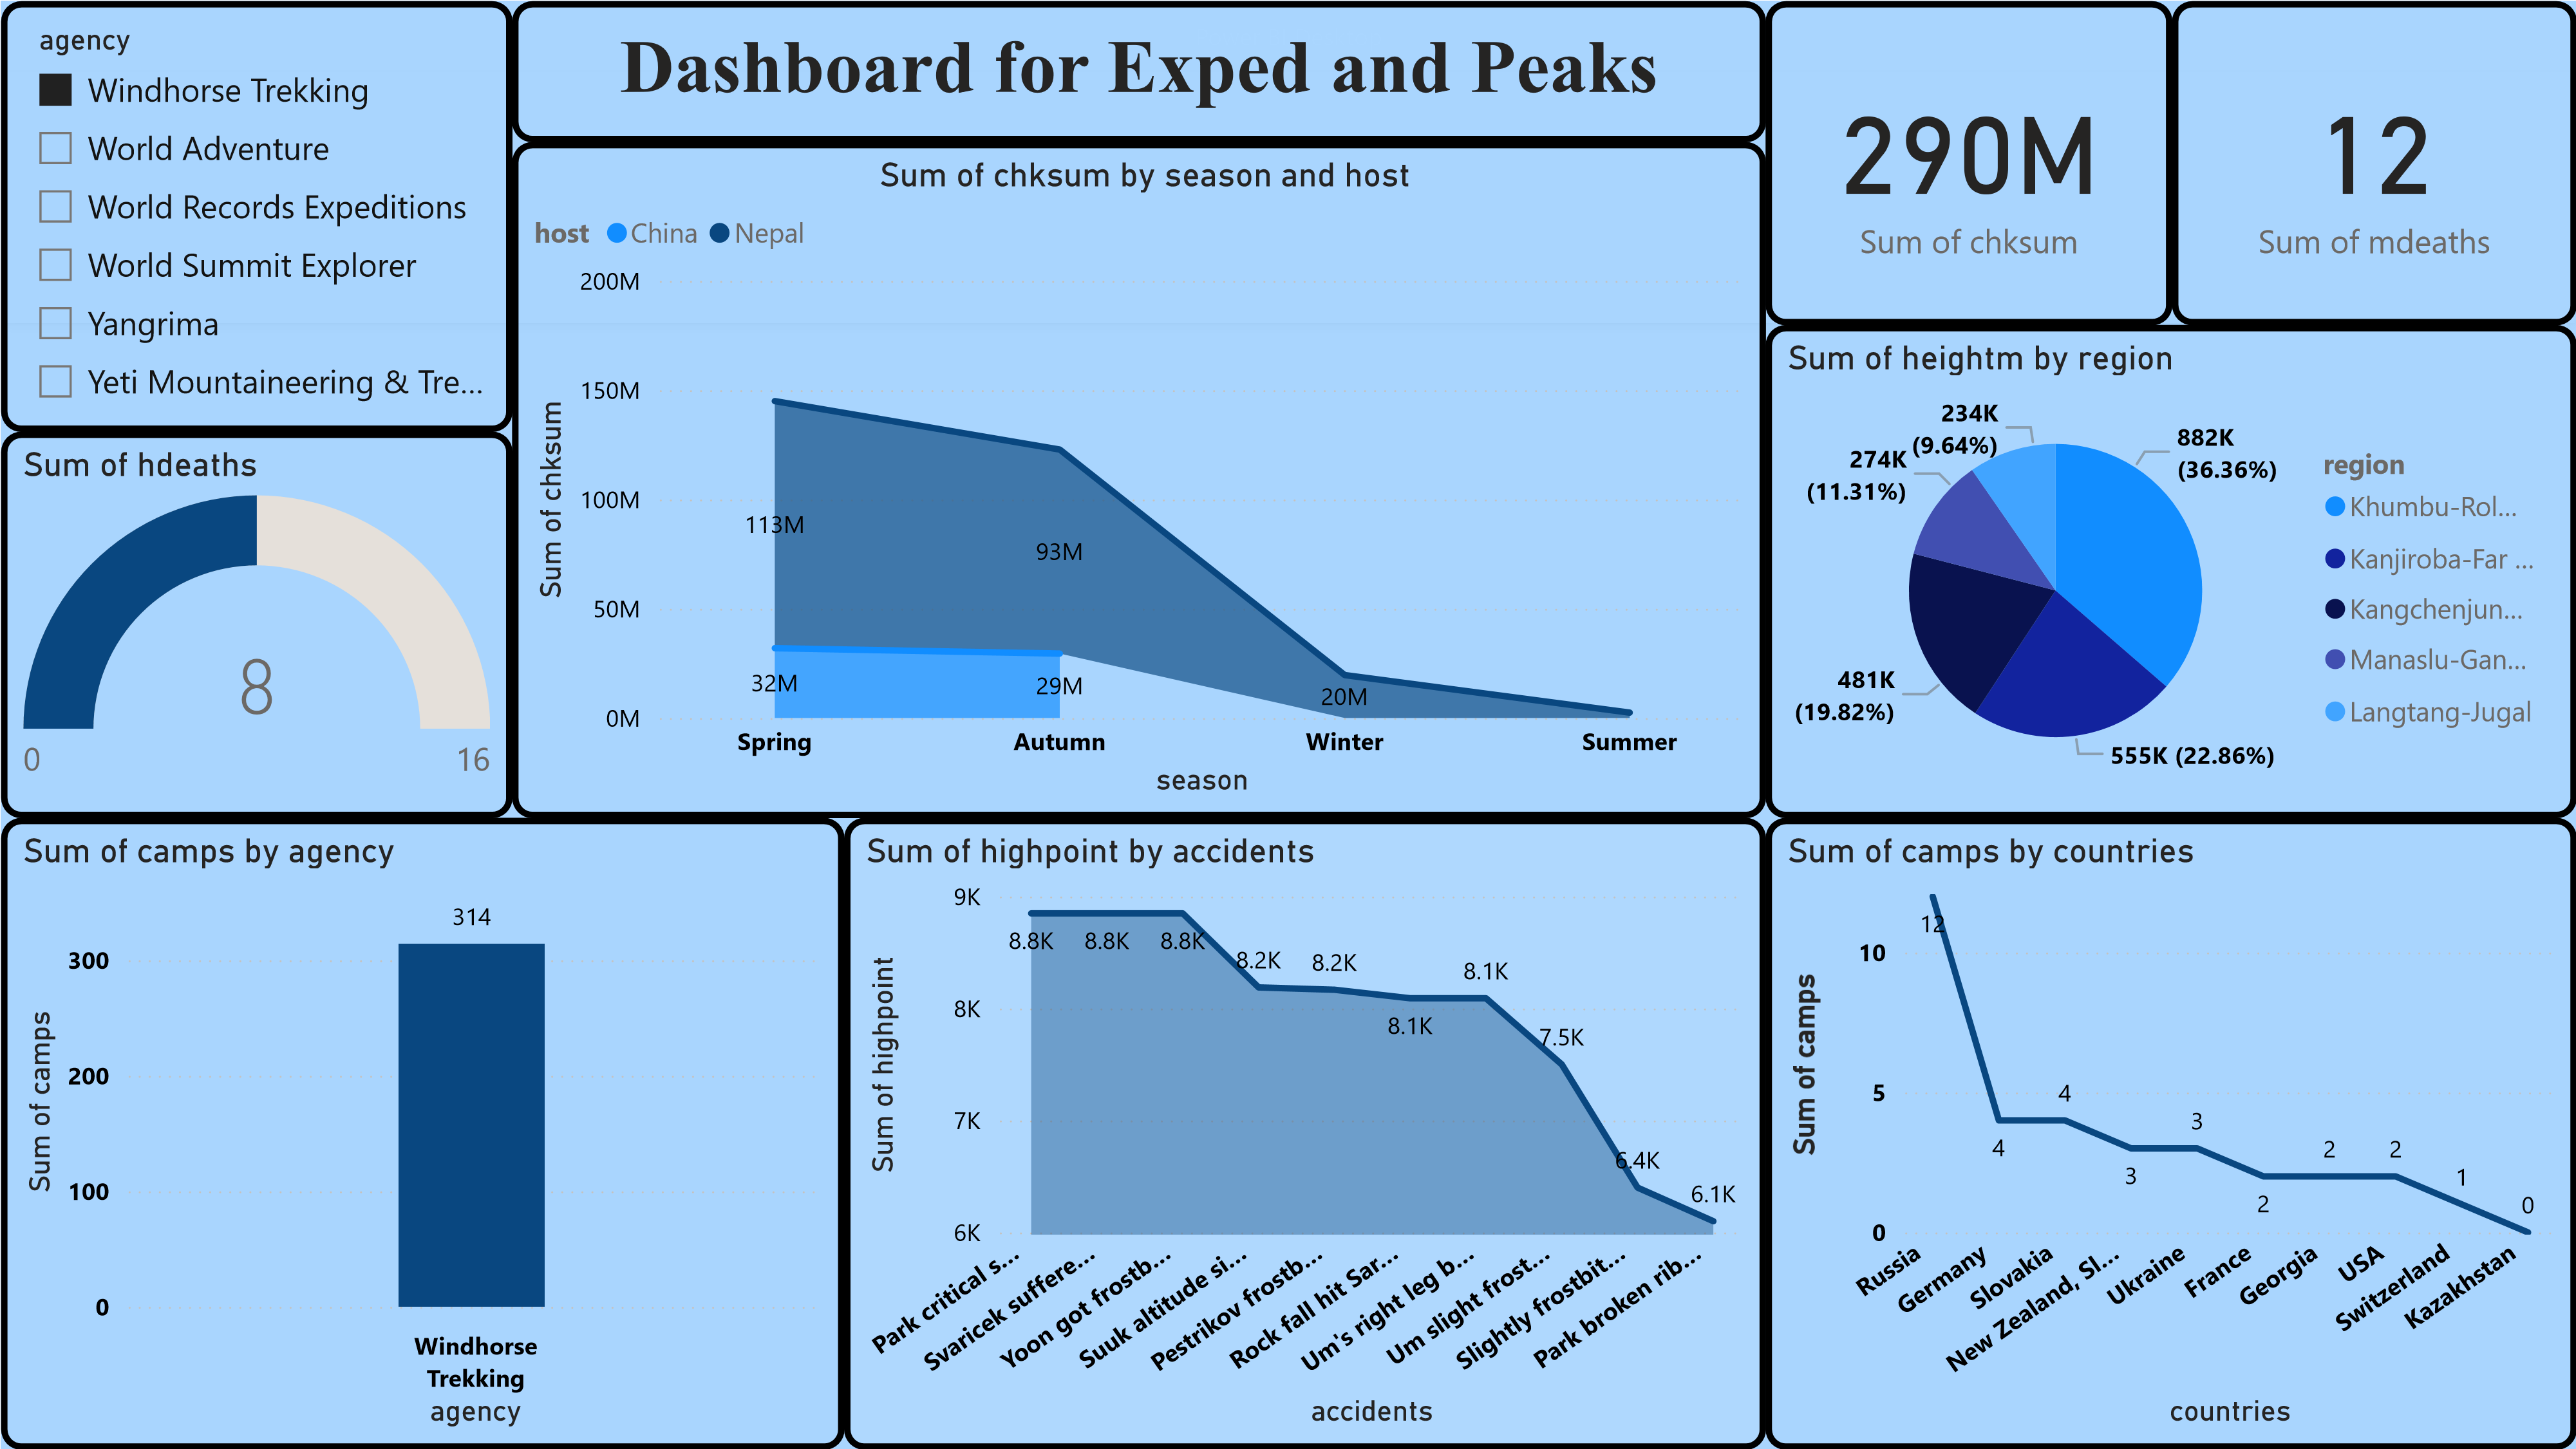 agency
Windhorse Trekking
World Adventure
World Records Expeditions
World Summit Explorer
Yangrima
Yeti Mountaineering & Tre...
Dashboard for Exped and Peaks
290M
Sum of chksum
12
Sum of mdeaths
Sum of hdeaths
8
0
16
Sum of chksum by season and host
host China Nepal
Sum of chksum
200M
150M
100M
50M
0M
113M
93M
32M
29M
20M
Spring
Autumn
Winter
Summer
season
Sum of heightm by region
234K
(9.64%)
274K
(11.31%)
882K
(36.36%)
481K
(19.82%)
555K (22.86%)
region
Khumbu-Rol...
Kanjiroba-Far ...
Kangchenjun...
Manaslu-Gan...
Langtang-Jugal
Sum of camps by agency
Sum of camps
300
200
100
0
314
Windhorse
Trekking
agency
Sum of highpoint by accidents
Sum of highpoint
9K
8K
7K
6K
8.8K
8.8K
8.8K
8.2K
8.2K
8.1K
8.1K
7.5K
6.4K
6.1K
Park critical s...
Svaricek suffere...
Yoon got frostb...
Suuk altitude si...
Pestrikov frostb...
Rock fall hit Sar...
Um's right leg b...
Um slight frost...
Slightly frostbit...
Park broken rib...
accidents
Sum of camps by countries
Sum of camps
10
5
0
12
4
4
3
3
2
2
2
1
0
Russia
Germany
Slovakia
New Zealand, Sl...
Ukraine
France
Georgia
USA
Switzerland
Kazakhstan
countries